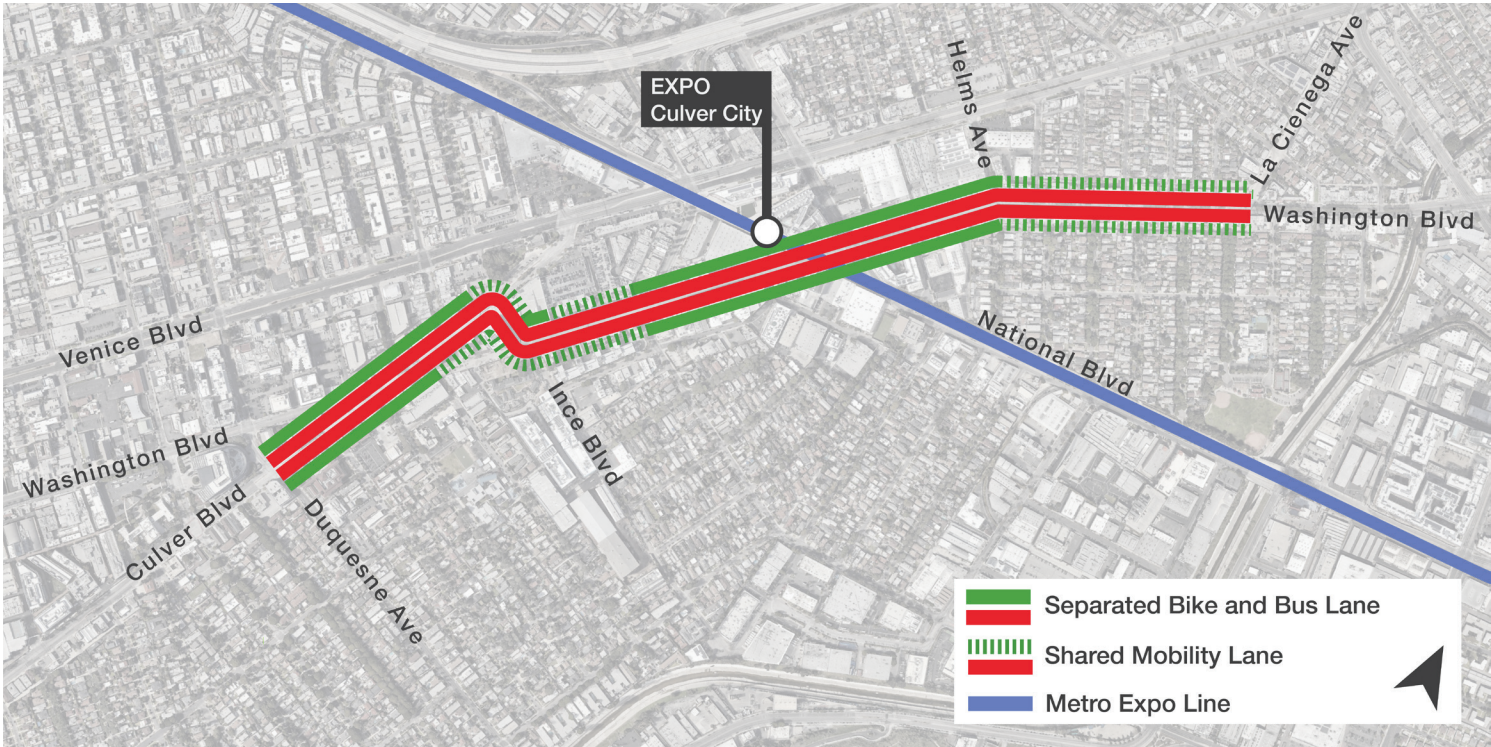 EXPO
Culver City
Helms Ave
La Cienega Ave
Washington Blvd
Venice Blvd
National Blvd
Ince Blvd
Washington Blvd
Culver Blvd
Duquesne Ave
Separated Bike and Bus Lane
Shared Mobility Lane
Metro Expo Line